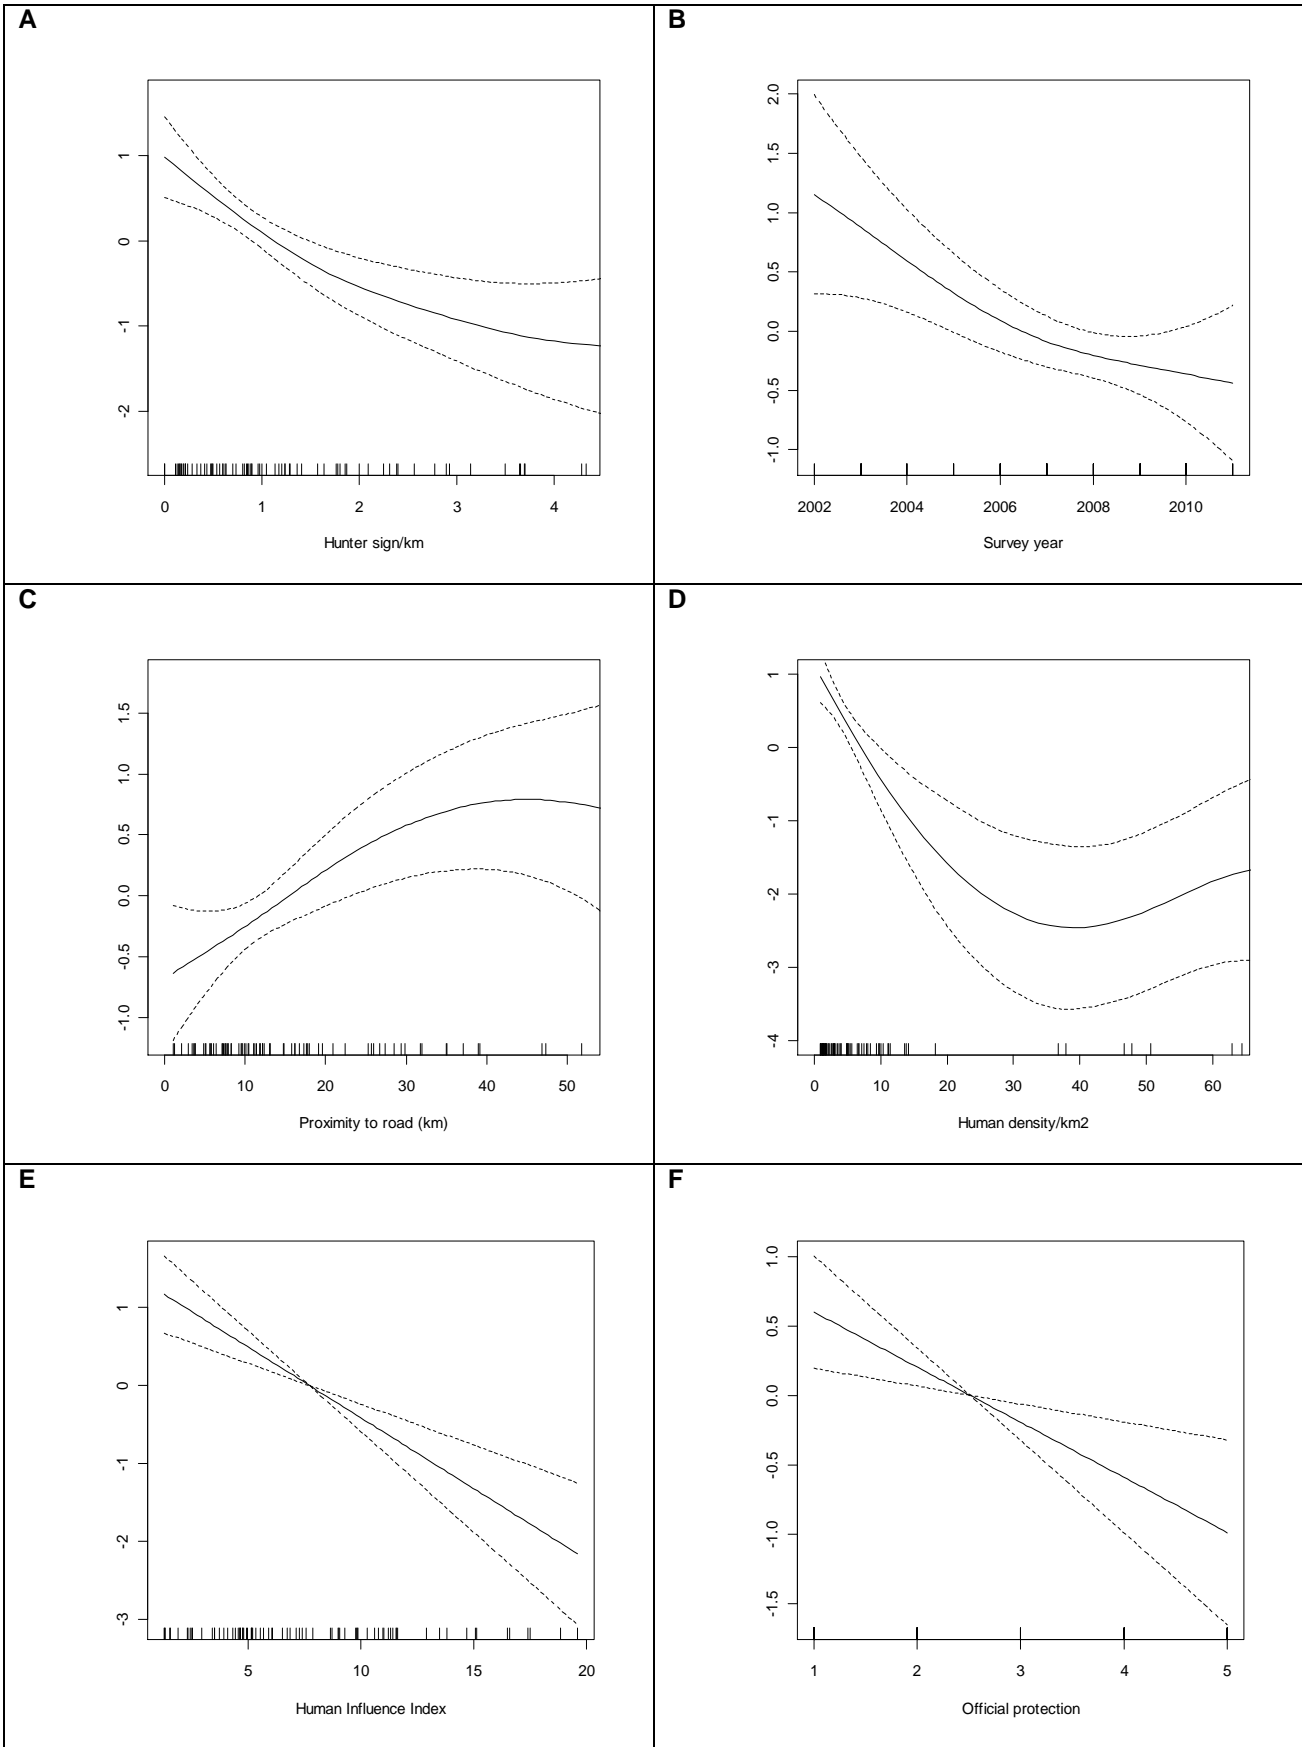 A
1
0
-1
-2
0 1 2 3 4
Hunter sign/km
B
2.0
1.5
1.0
0.5
0.0
-0.5
-1.0
2002 2004 2006 2008 2010
Survey year
C
1.5
1.0
0.5
0.0
-0.5
-1.0
0 10 20 30 40 50
Proximity to road (km)
D
1
0
-1
-2
-3
-4
0 10 20 30 40 50 60
Human density/km2
E
1
0
-1
-2
-3
5 10 15 20
Human Influence Index
F
1.0
0.5
0.0
-0.5
-1.0
-1.5
1 2 3 4 5
Official protection